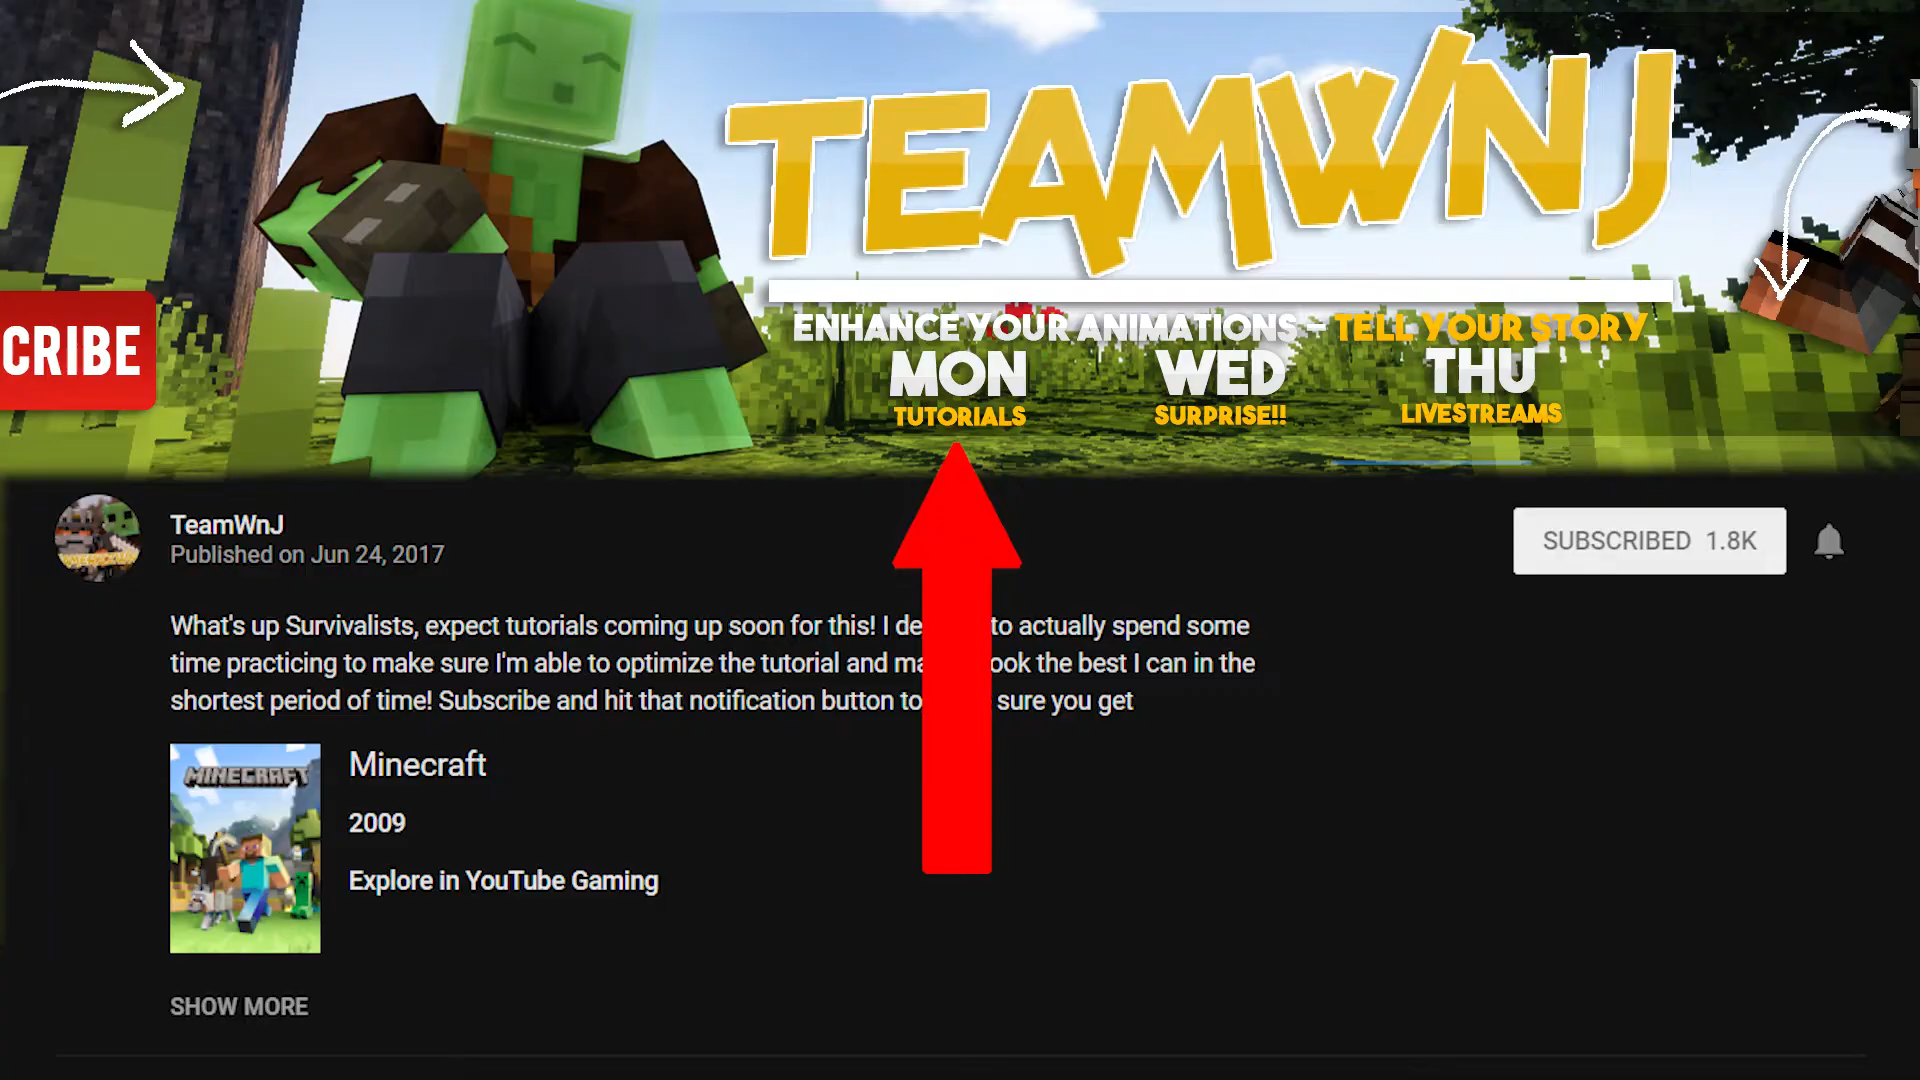 TEAMWNJ
ENHANCE YOUR ANIMATIONS - TELL YOUR STORY
MON WED THU
TUTORIALS SURPRISE!! LIVESTREAMS
CRIBE
TeamWnJ
Published on Jun 24, 2017
SUBSCRIBED 1.8K
What's up Survivalists, expect tutorials coming up soon for this! I de to actually spend some
time practicing to make sure I'm able to optimize the tutorial and ma ook the best I can in the
shortest period of time! Subscribe and hit that notification button to sure you get
MINECRAFT
Minecraft
2009
Explore in YouTube Gaming
SHOW MORE